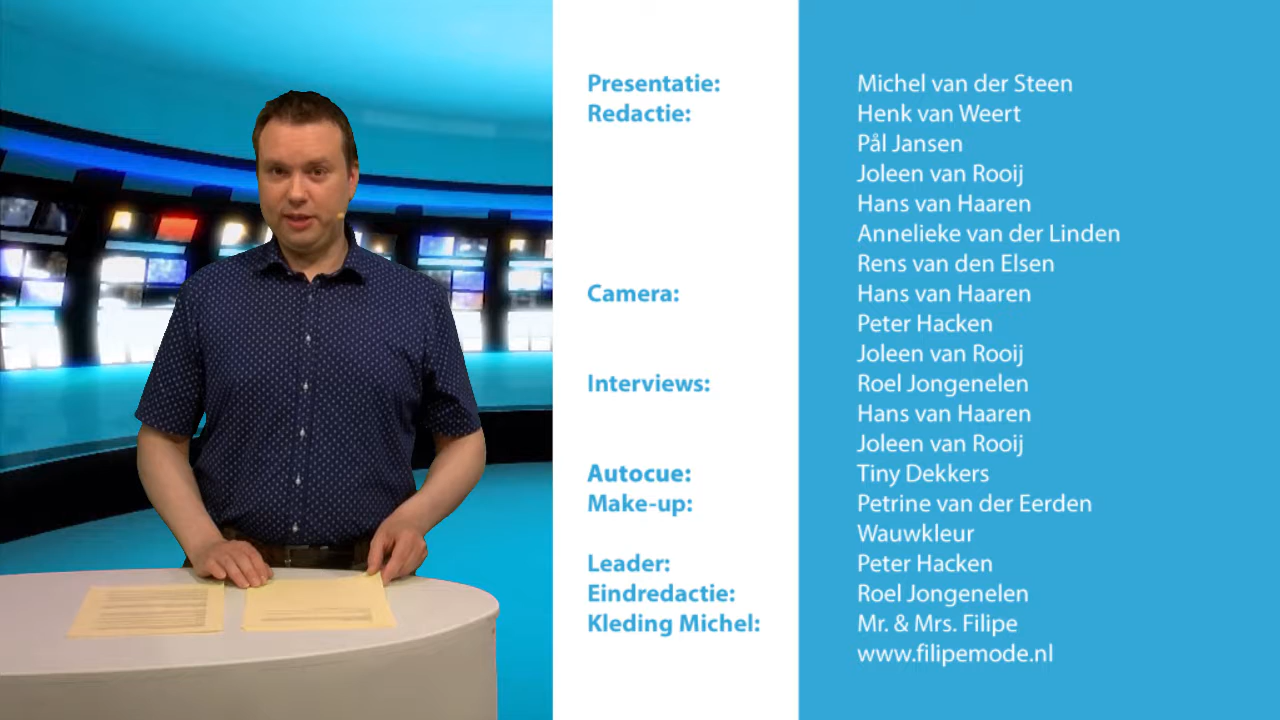 Presentatie: Michel van der Steen
Redactie: Henk van Weert
Pål Jansen
Joleen van Rooij
Hans van Haaren
Annelieke van der Linden
Rens van den Elsen
Camera: Hans van Haaren
Peter Hacken
Joleen van Rooij
Interviews: Roel Jongenelen
Hans van Haaren
Joleen van Rooij
Autocue: Tiny Dekkers
Make-up: Petrine van der Eerden
Wauwkleur
Leader: Peter Hacken
Eindredactie: Roel Jongenelen
Kleding Michel: Mr. & Mrs. Filipe
www.filipemode.nl